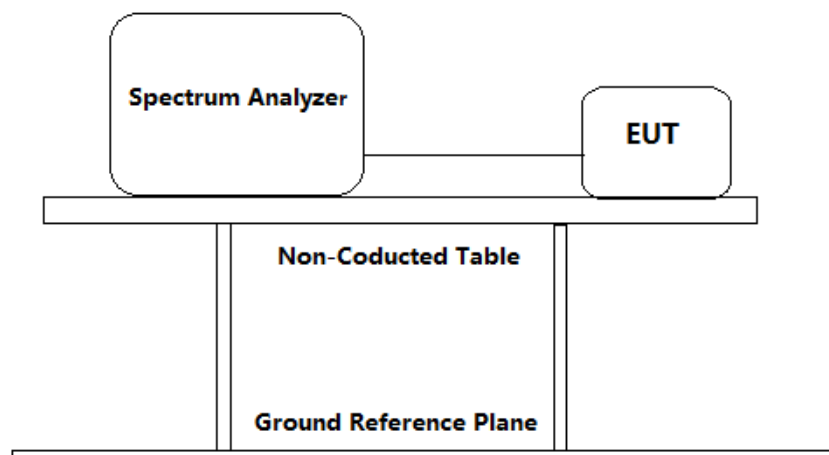 Spectrum Analyzer
EUT
Non-Coducted Table
Ground Reference Plane